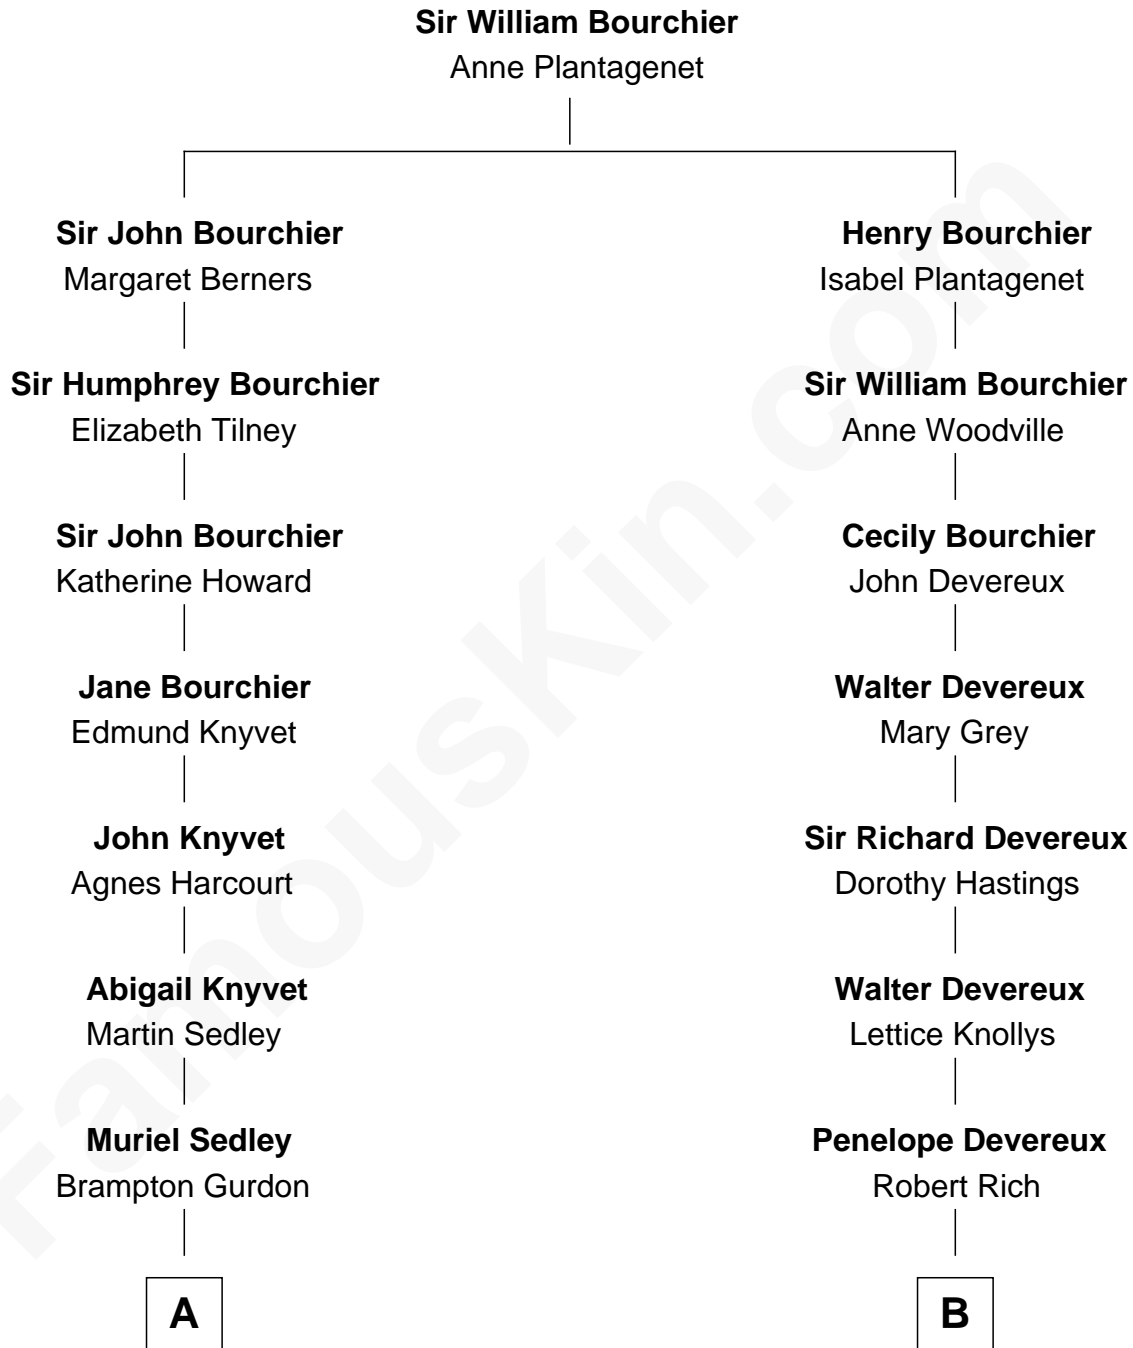 Sir William Bourchier
Anne Plantagenet
Sir John Bourchier
Margaret Berners
Sir Humphrey Bourchier
Elizabeth Tilney
Sir John Bourchier
Katherine Howard
Jane Bourchier
Edmund Knyvet
John Knyvet
Agnes Harcourt
Abigail Knyvet
Martin Sedley
Muriel Sedley
Brampton Gurdon
A
Henry Bourchier
Isabel Plantagenet
Sir William Bourchier
Anne Woodville
Cecily Bourchier
John Devereux
Walter Devereux
Mary Grey
Sir Richard Devereux
Dorothy Hastings
Walter Devereux
Lettice Knollys
Penelope Devereux
Robert Rich
B
FamousKin.com